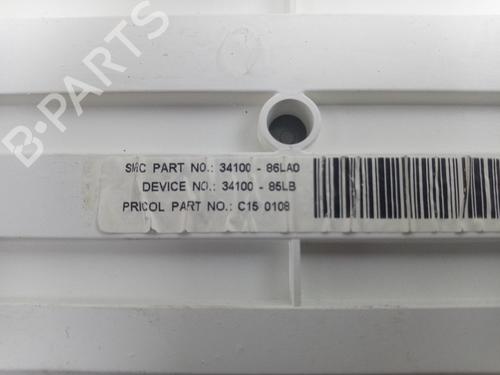 B-PARTS
SMC PART NO.: 34100 - 86LA0
DEVICE NO.: 34100 - 85LB
PRICOL PART NO.: C15 0108